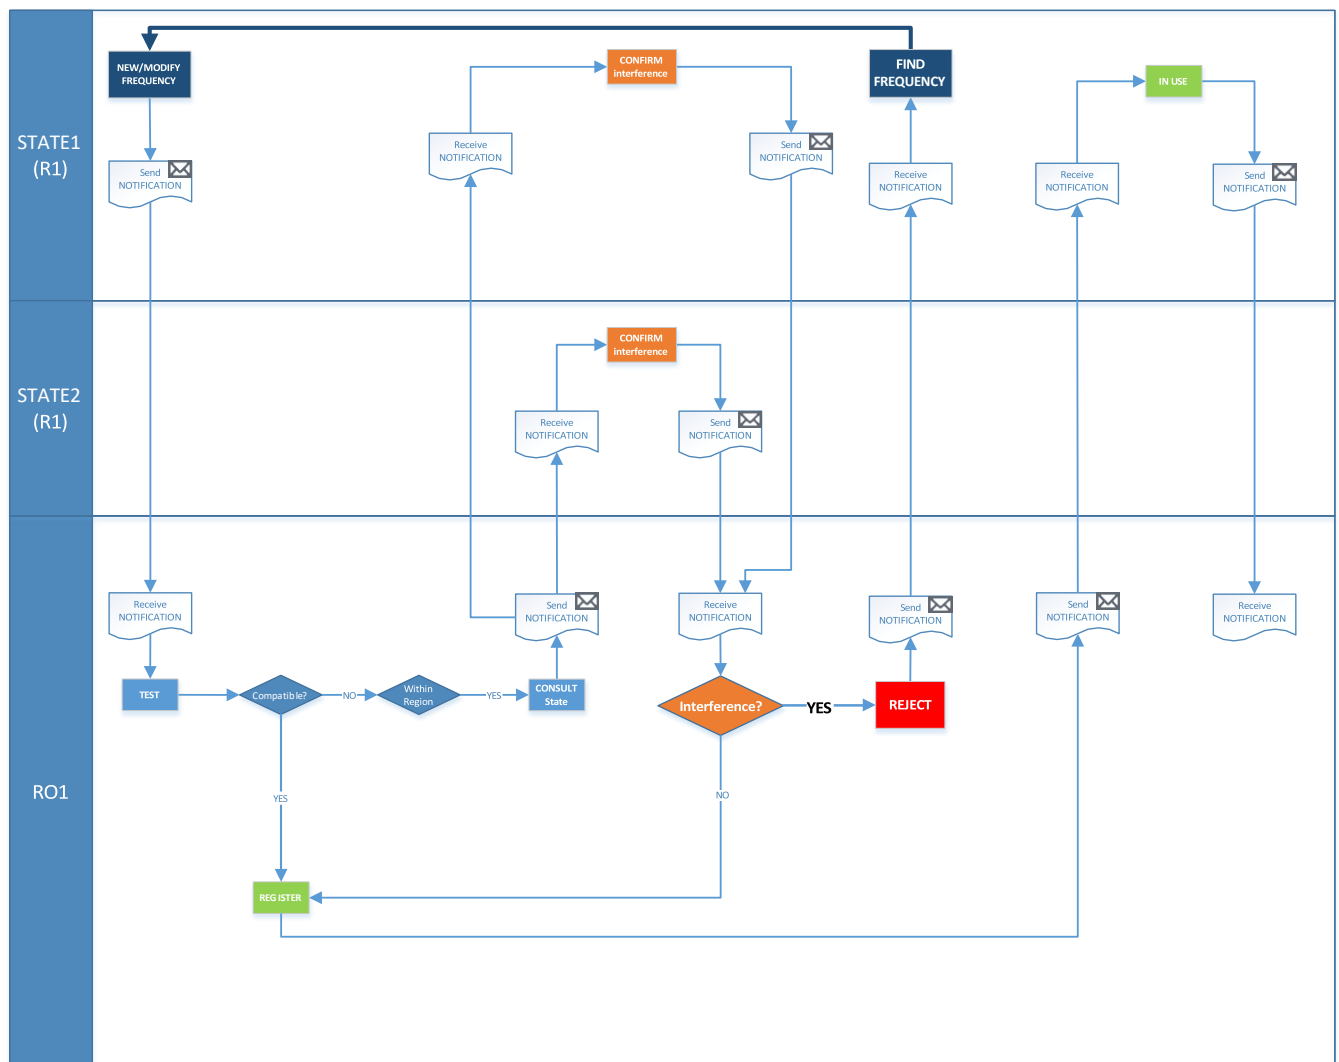 STATE1
(R1)
NEW/MODIFY
FREQUENCY
Send
NOTIFICATION
Receive
NOTIFICATION
CONFIRM
interference
Send
NOTIFICATION
FIND
FREQUENCY
Receive
NOTIFICATION
Receive
NOTIFICATION
IN USE
Send
NOTIFICATION
STATE2
(R1)
Receive
NOTIFICATION
CONFIRM
interference
Send
NOTIFICATION
RO1
Receive
NOTIFICATION
TEST
Compatible?
NO
Within
Region
YES
CONSULT
State
Send
NOTIFICATION
Receive
NOTIFICATION
Interference?
YES
REJECT
Send
NOTIFICATION
Send
NOTIFICATION
Receive
NOTIFICATION
YES
NO
REGISTER